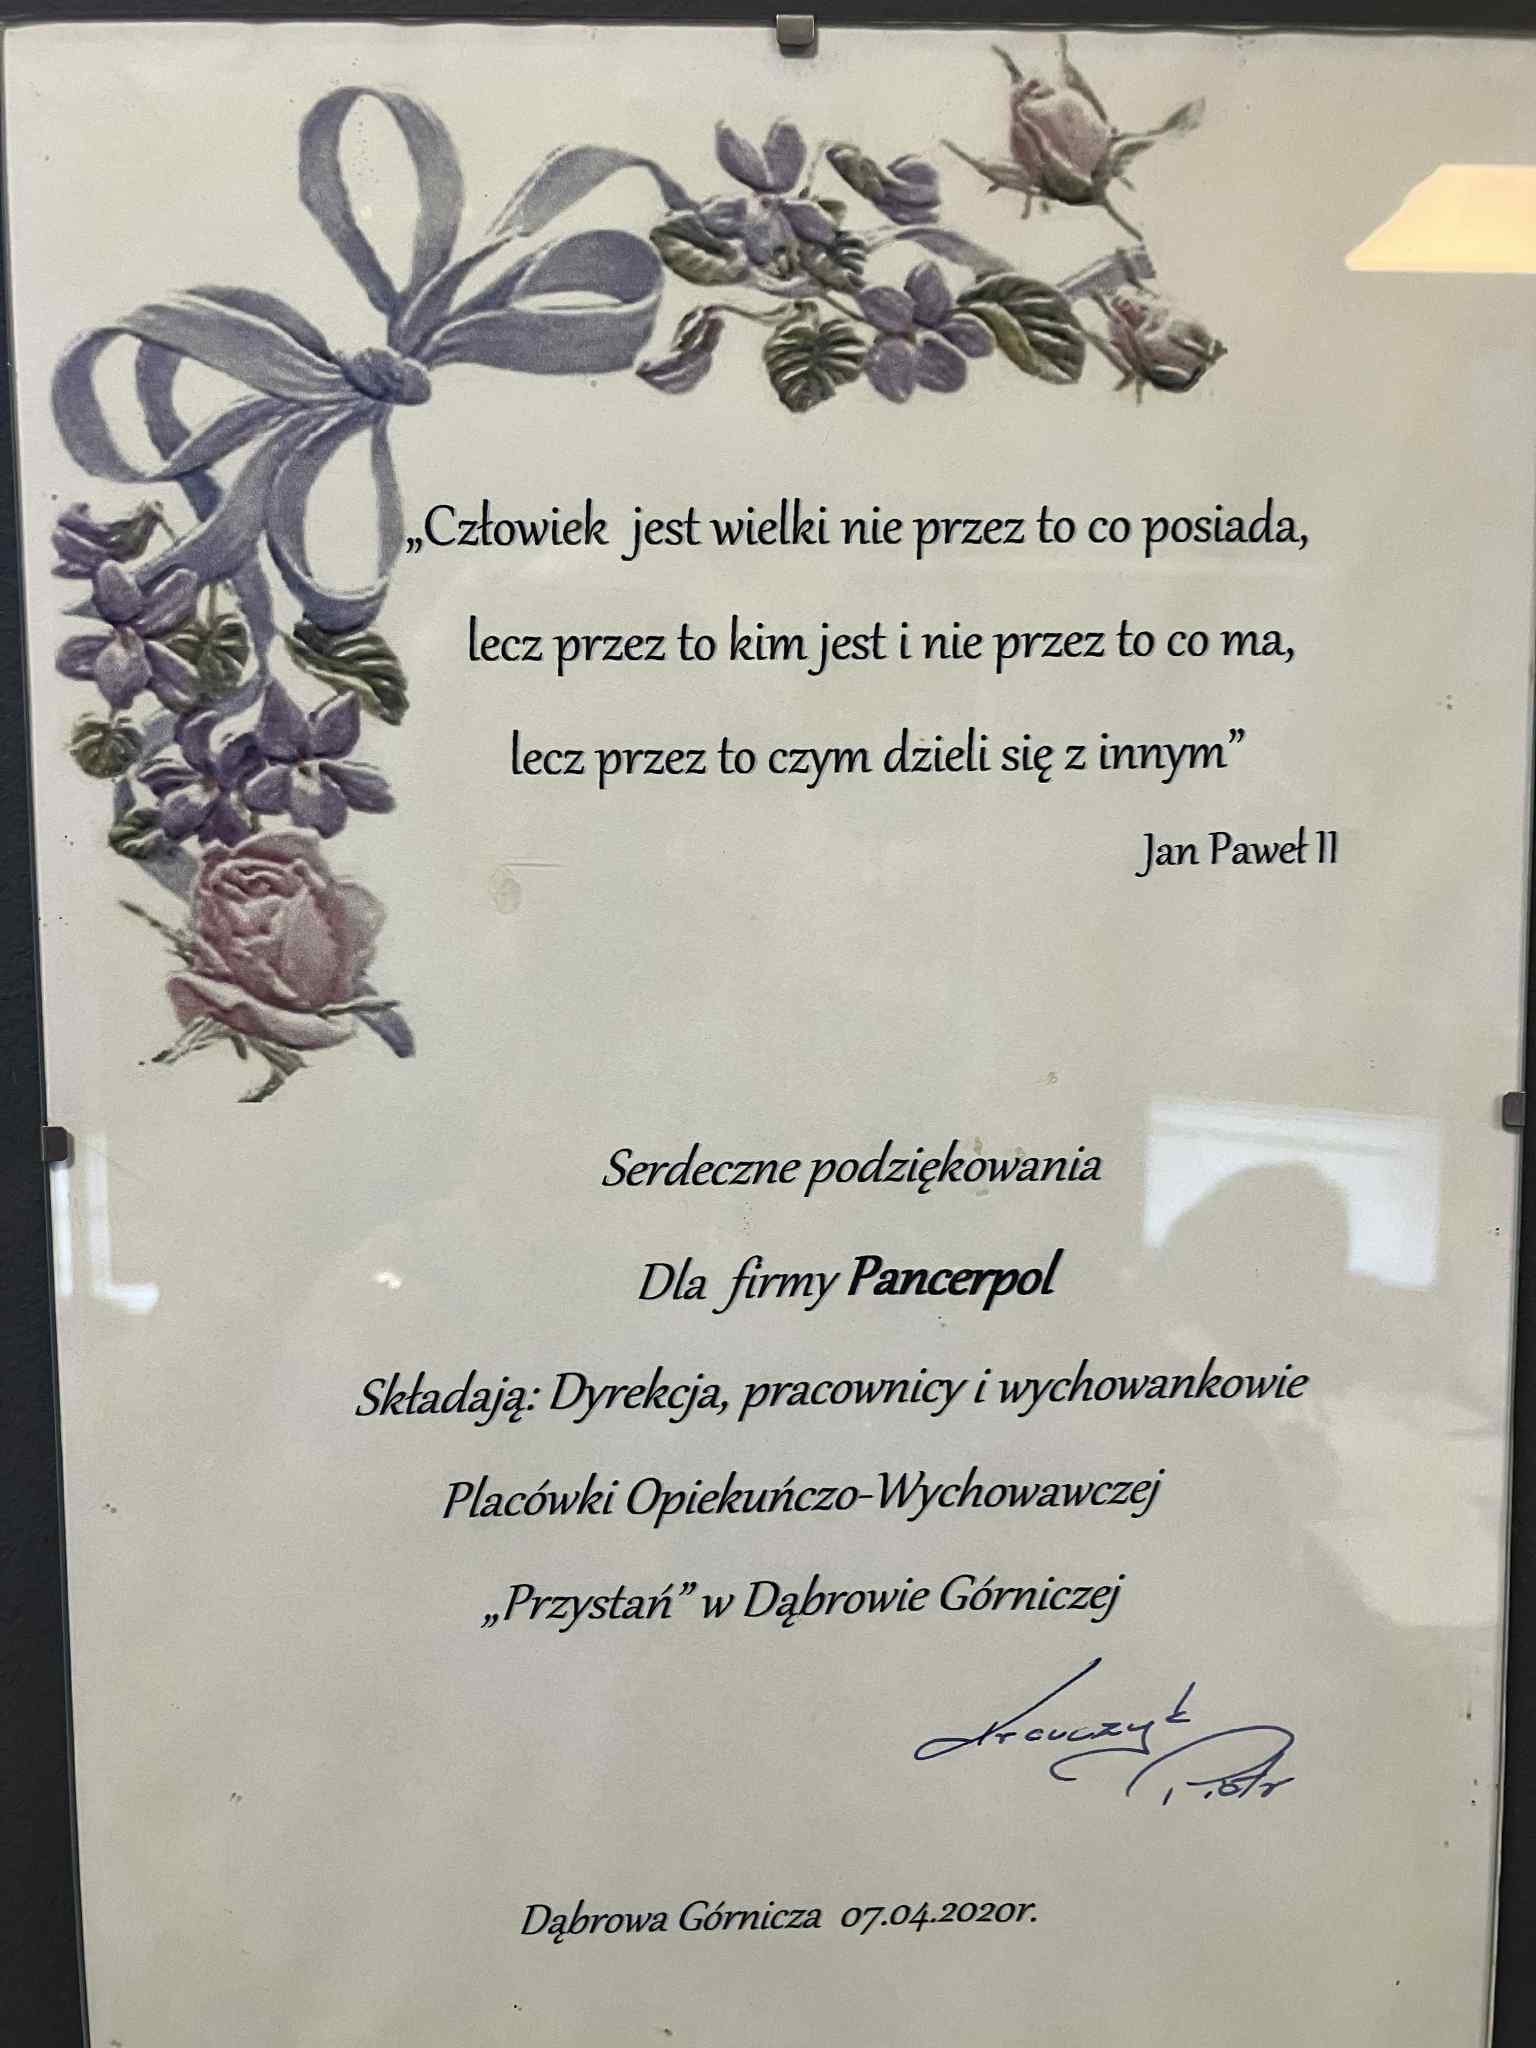 „Człowiek jest wielki nie przez to co posiada,
lecz przez to kim jest i nie przez to co ma,
lecz przez to czym dzieli się z innym”
Jan Paweł II
Serdeczne podziękowania
Dla firmy Pancerpol
Składają: Dyrekcja, pracownicy i wychowankowie
Placówki Opiekuńczo-Wychowawczej
„Przystań” w Dąbrowie Górniczej
Piotr
Dąbrowa Górnicza 07.04.2020r.